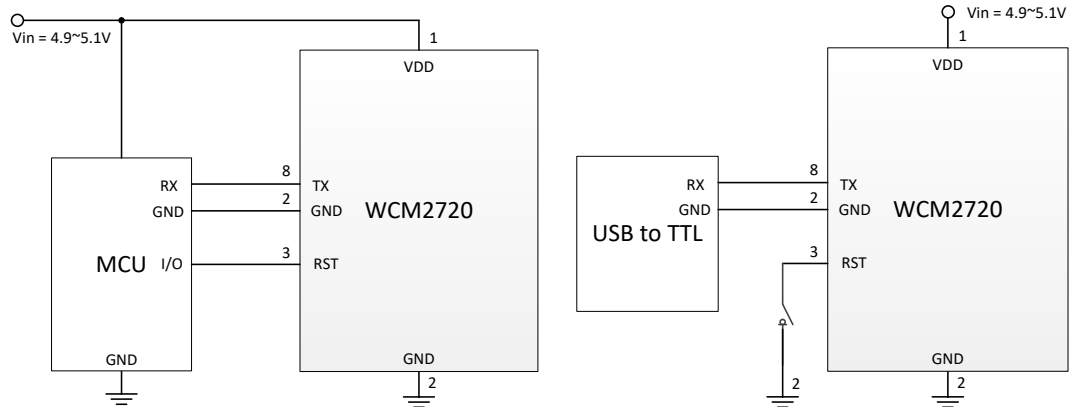 Vin = 4.9~5.1V
1
VDD
RX
8
TX
GND
2
GND
WCM2720
MCU
I/O
3
RST
GND
GND
2
Vin = 4.9~5.1V
1
VDD
RX
8
TX
GND
2
GND
WCM2720
USB to TTL
3
RST
2
GND
2